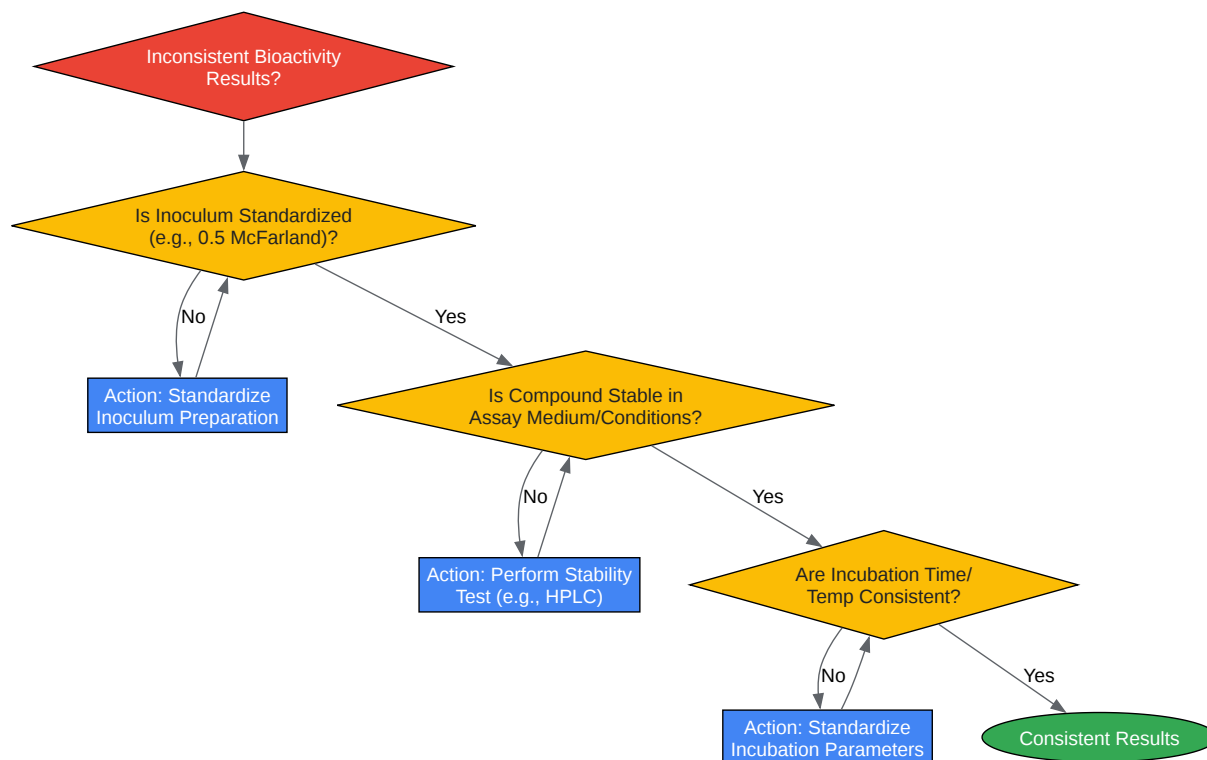 Inconsistent Bioactivity
Results?
Is Inoculum Standardized
(e.g., 0.5 McFarland)?
No
Yes
Action: Standardize
Inoculum Preparation
Is Compound Stable in
Assay Medium/Conditions?
No
Yes
Action: Perform Stability
Test (e.g., HPLC)
Are Incubation Time/
Temp Consistent?
No
Yes
Action: Standardize
Incubation Parameters
Consistent Results